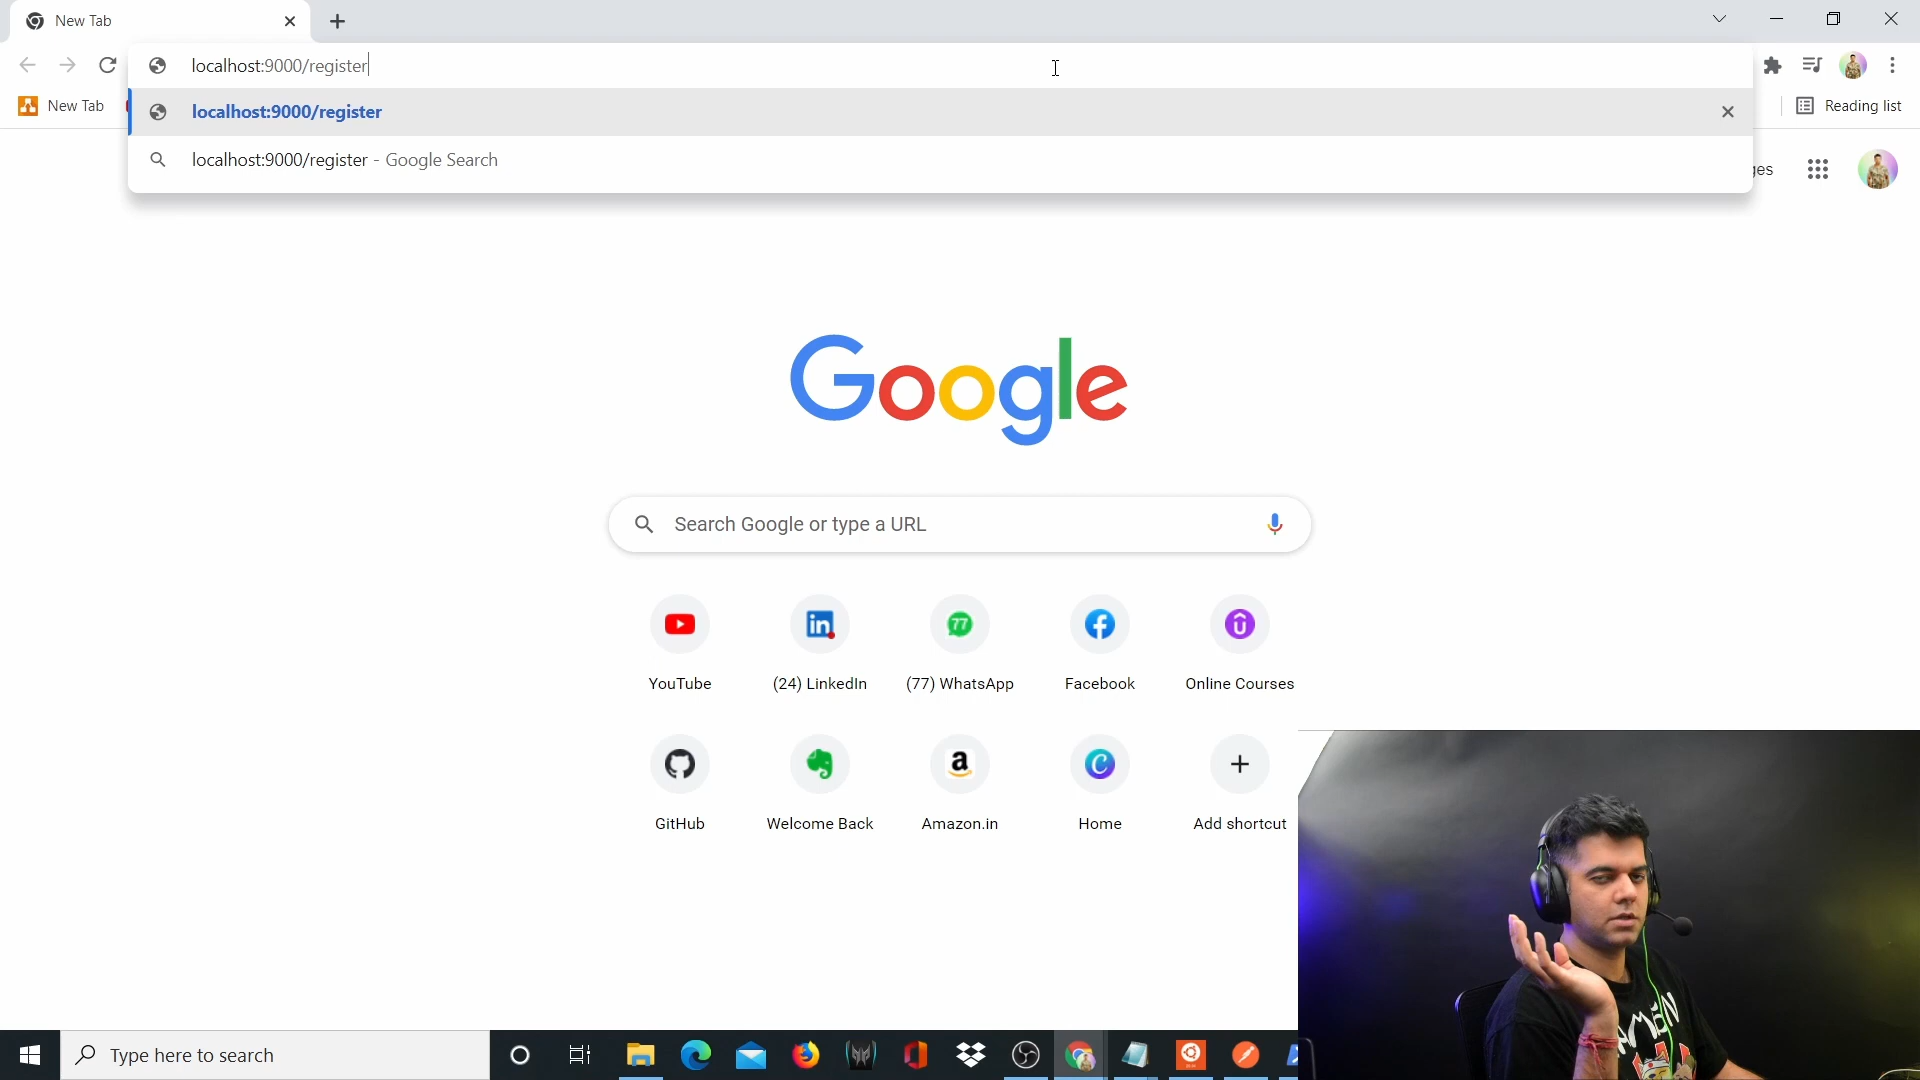 New Tab
localhost:9000/register
New Tab
localhost:9000/register
Reading list
localhost:9000/register - Google Search
Google
Search Google or type a URL
YouTube
(24) LinkedIn
(77) WhatsApp
Facebook
Online Courses
GitHub
Welcome Back
Amazon.in
Home
Add shortcut
Type here to search